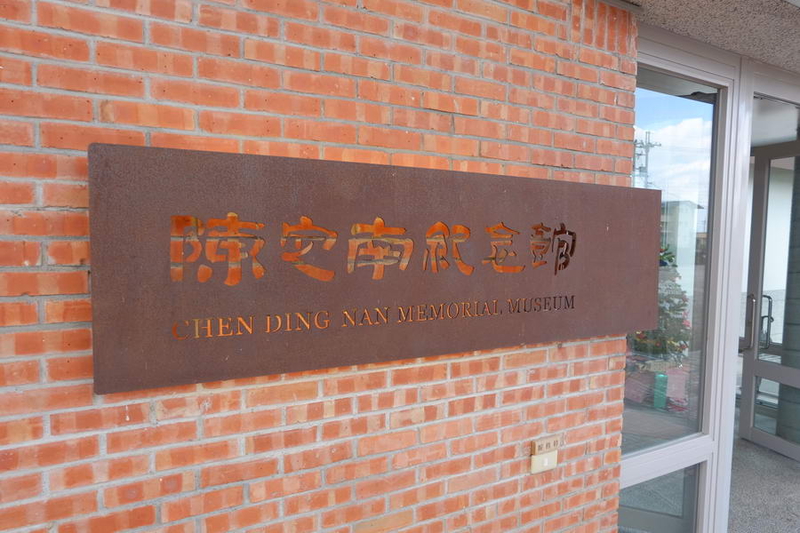 陳定南紀念館
CHEN DING NAN MEMORIAL MUSEUM